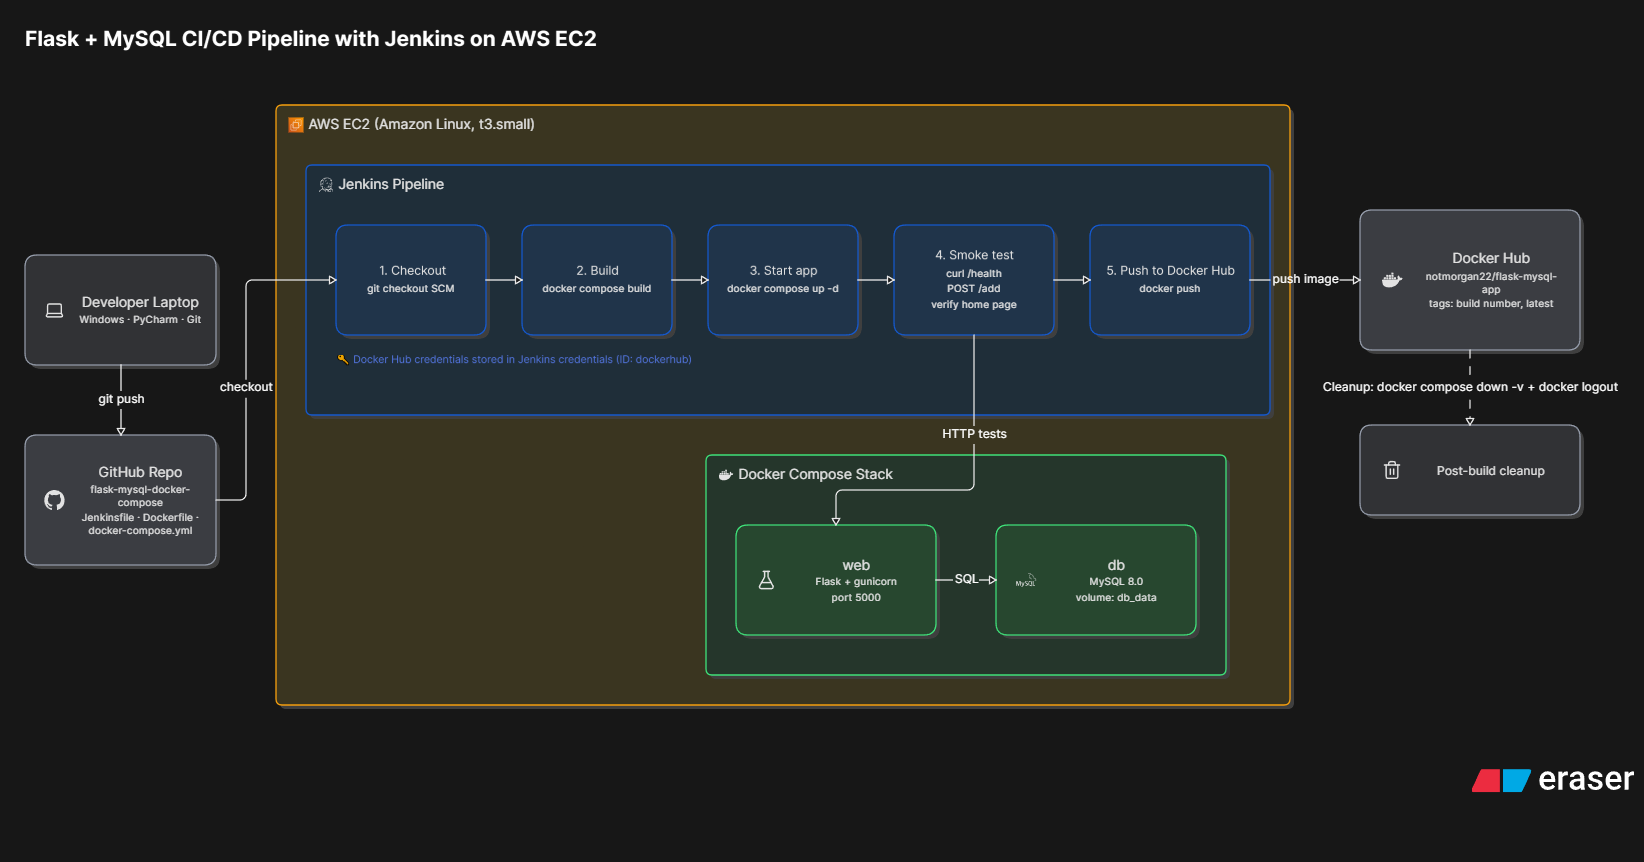 Flask + MySQL CI/CD Pipeline with Jenkins on AWS EC2
AWS EC2 (Amazon Linux, t3.small)
Jenkins Pipeline
1. Checkout
git checkout SCM
2. Build
docker compose build
3. Start app
docker compose up -d
4. Smoke test
curl /health
POST /add
verify home page
5. Push to Docker Hub
docker push
Docker Hub credentials stored in Jenkins credentials (ID: dockerhub)
Developer Laptop
Windows · PyCharm · Git
git push
checkout
GitHub Repo
flask-mysql-docker-
compose
Jenkinsfile · Dockerfile ·
docker-compose.yml
push image
Docker Hub
notmorgan22/flask-mysql-
app
tags: build number, latest
Cleanup: docker compose down -v + docker logout
Post-build cleanup
HTTP tests
Docker Compose Stack
web
Flask + gunicorn
port 5000
SQL
MySQL
db
MySQL 8.0
volume: db_data
eraser